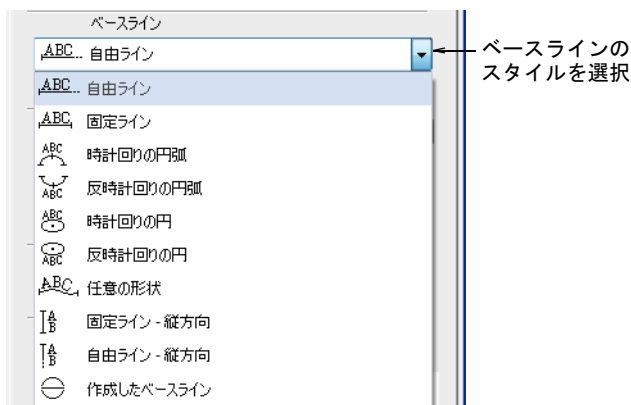 ベースライン
ABC... 自由ライン
ベースラインの
スタイルを選択
ABC... 自由ライン
ABC 固定ライン
ABC 時計回りの円弧
ABC 反時計回りの円弧
ABC 時計回りの円
ABC 反時計回りの円
ABC 任意の形状
AB 固定ライン - 縦方向
AB 自由ライン - 縦方向
作成したベースライン